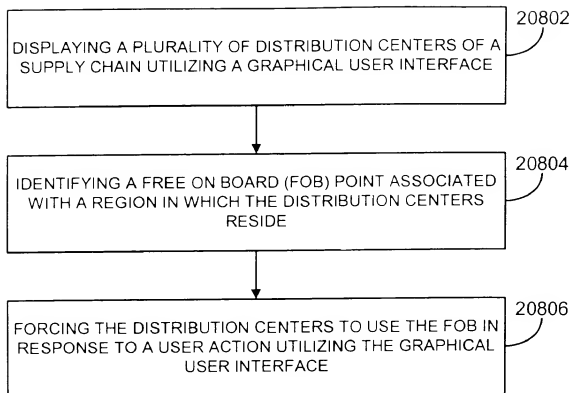 20802
DISPLAYING A PLURALITY OF DISTRIBUTION CENTERS OF A
SUPPLY CHAIN UTILIZING A GRAPHICAL USER INTERFACE
20804
IDENTIFYING A FREE ON BOARD (FOB) POINT ASSOCIATED
WITH A REGION IN WHICH THE DISTRIBUTION CENTERS
RESIDE
20806
FORCING THE DISTRIBUTION CENTERS TO USE THE FOB IN
RESPONSE TO A USER ACTION UTILIZING THE GRAPHICAL
USER INTERFACE